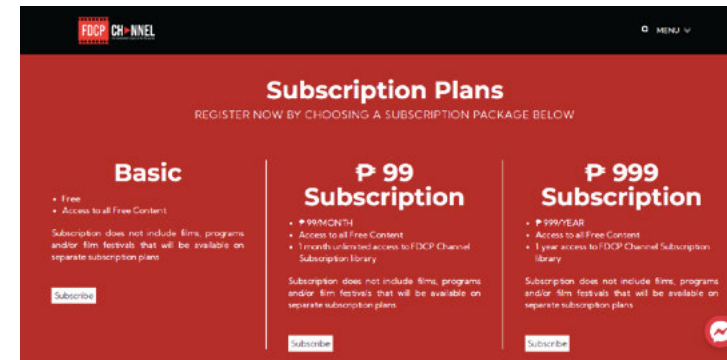 FDCP CH▶NNEL
MENU
Subscription Plans
REGISTER NOW BY CHOOSING A SUBSCRIPTION PACKAGE BELOW
Basic
• Free
• Access to all Free Content
Subscription does not include films, programs
and/or film festivals that will be available on
separate subscription plans
Subscribe
₱ 99
Subscription
• ₱ 99/MONTH
• Access to all Free Content
• 1 month unlimited access to FDCP Channel
Subscription library
Subscription does not include films, programs
and/or film festivals that will be available on
separate subscription plans
Subscribe
₱ 999
Subscription
• ₱ 999/YEAR
• Access to all Free Content
• 1 year access to FDCP Channel Subscription
library
Subscription does not include films, programs
and/or film festivals that will be available on
separate subscription plans
Subscribe